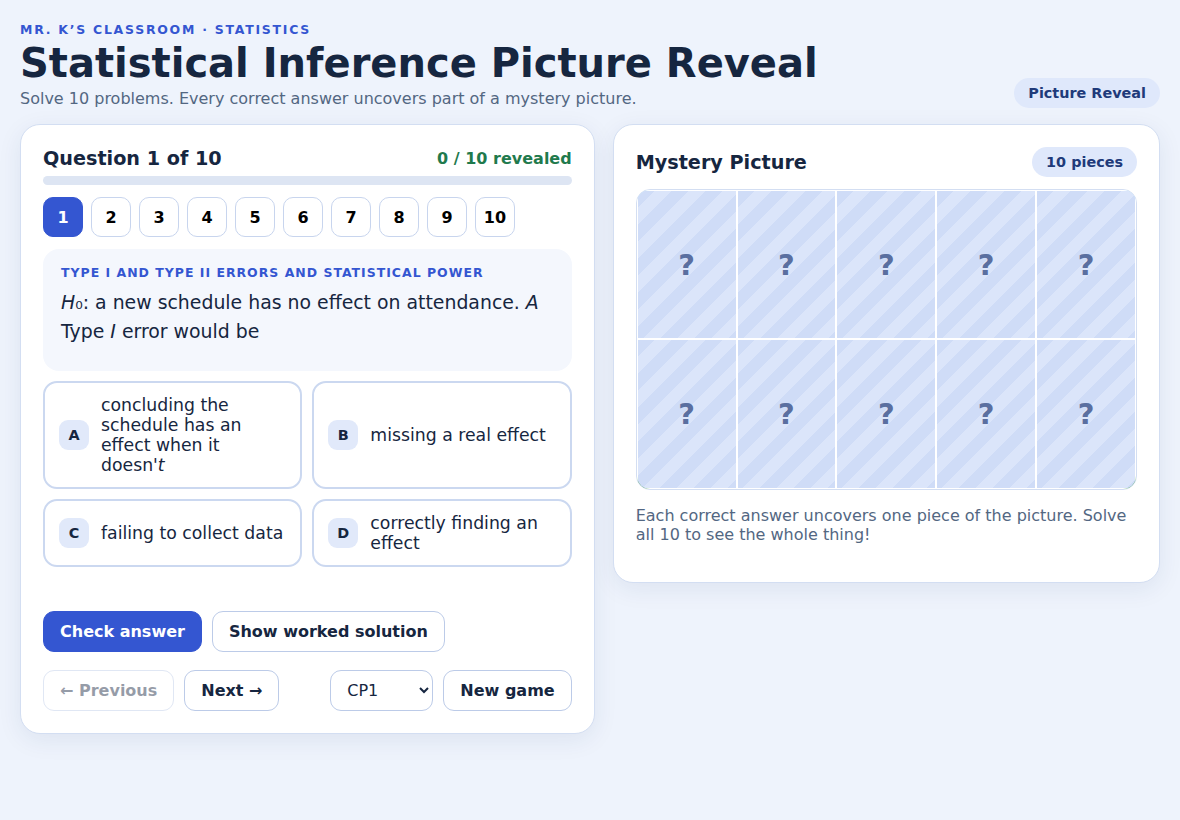 MR. K'S CLASSROOM · STATISTICS
Statistical Inference Picture Reveal
Solve 10 problems. Every correct answer uncovers part of a mystery picture.
Picture Reveal
Question 1 of 10
0 / 10 revealed
1 2 3 4 5 6 7 8 9 10
TYPE I AND TYPE II ERRORS AND STATISTICAL POWER
H₀: a new schedule has no effect on attendance. A
Type I error would be
A
concluding the
schedule has an
effect when it
doesn't
B
missing a real effect
C
failing to collect data
D
correctly finding an
effect
Check answer
Show worked solution
← Previous
Next →
CP1
New game
Mystery Picture
10 pieces
? ? ? ? ?
? ? ? ? ?
Each correct answer uncovers one piece of the picture. Solve
all 10 to see the whole thing!